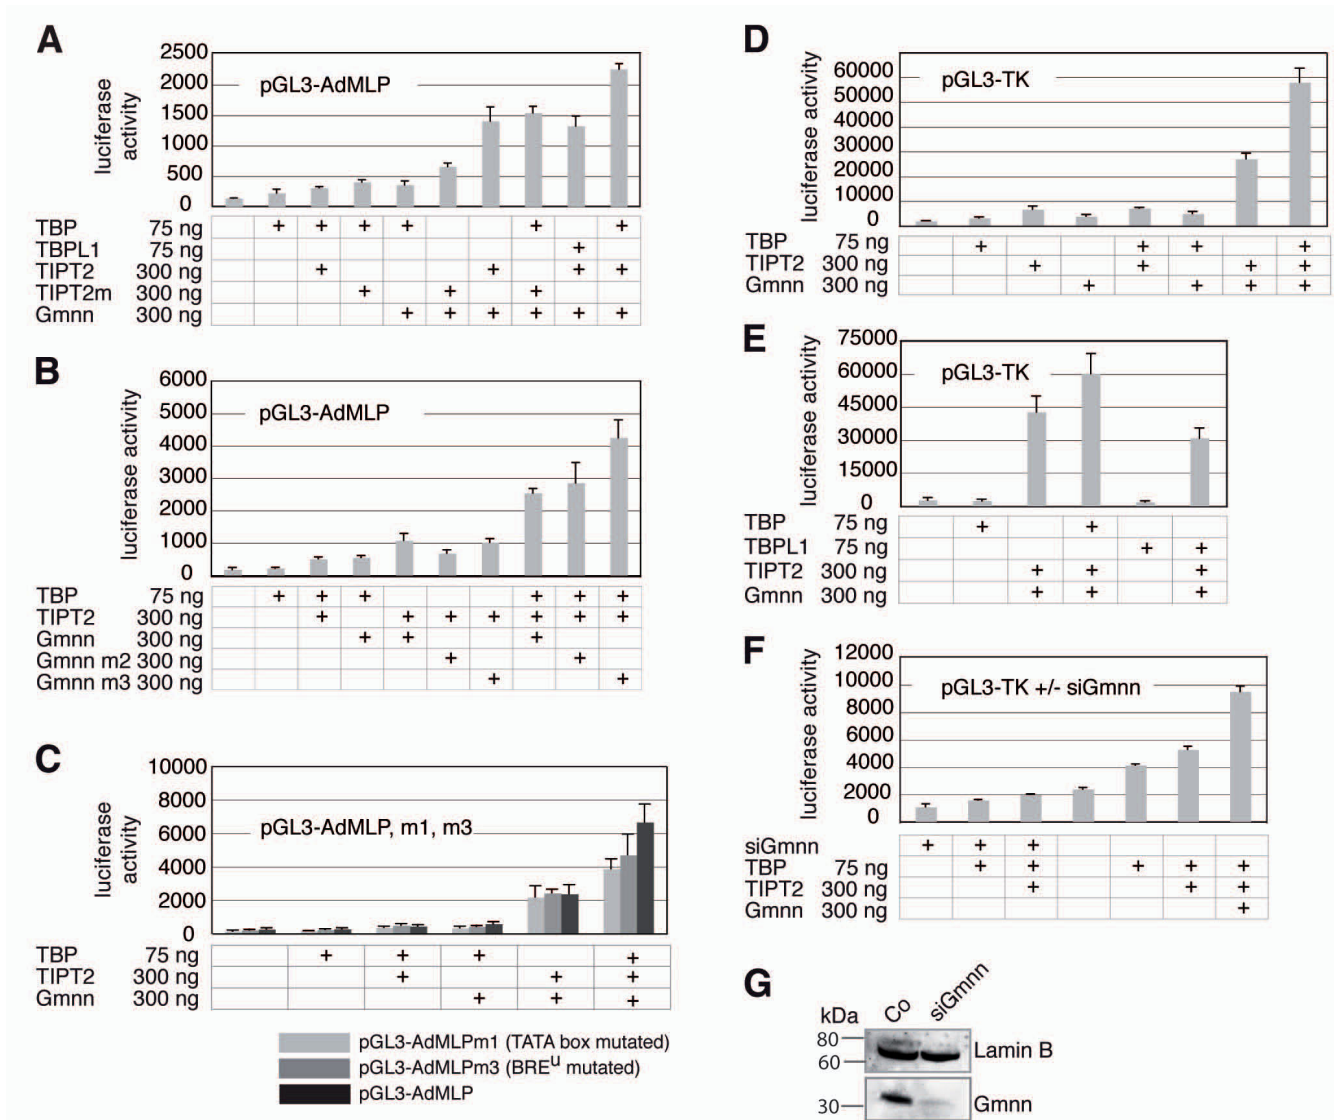 A
luciferase activity
2500
2000
1500
1000
500
0
pGL3-AdMLP
TBP 75 ng + + + + + +
TBPL1 75 ng +
TIPT2 300 ng + + + +
TIPT2m 300 ng + + +
Gmnn 300 ng + + + + + +
B
luciferase activity
6000
5000
4000
3000
2000
1000
0
pGL3-AdMLP
TBP 75 ng + + + + + +
TIPT2 300 ng + + + + + + +
Gmnn 300 ng + + +
Gmnn m2 300 ng + +
Gmnn m3 300 ng + +
C
luciferase activity
10000
8000
6000
4000
2000
0
pGL3-AdMLP, m1, m3
TBP 75 ng + + + +
TIPT2 300 ng + + +
Gmnn 300 ng + + +
pGL3-AdMLPm1 (TATA box mutated)
pGL3-AdMLPm3 (BREᵁ mutated)
pGL3-AdMLP
D
luciferase activity
60000
50000
40000
30000
20000
10000
0
pGL3-TK
TBP 75 ng + + + +
TIPT2 300 ng + + + +
Gmnn 300 ng + + + +
E
luciferase activity
75000
60000
45000
30000
15000
0
pGL3-TK
TBP 75 ng + +
TBPL1 75 ng + +
TIPT2 300 ng + + +
Gmnn 300 ng + + +
F
luciferase activity
12000
10000
8000
6000
4000
2000
0
pGL3-TK +/- siGmnn
siGmnn + + +
TBP 75 ng + + + + +
TIPT2 300 ng + + +
Gmnn 300 ng +
G
kDa Co siGmnn
80
60
Lamin B
30
Gmnn